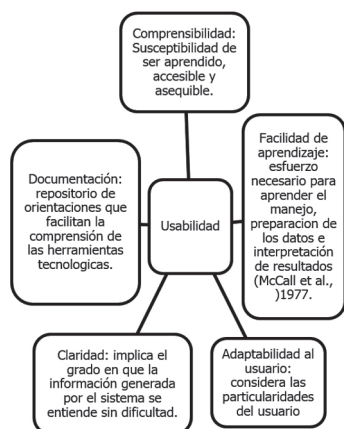 Comprensibilidad:
Susceptibilidad de
ser aprendido,
accesible y
asequible.
Documentación:
repositorio de
orientaciones que
facilitan la
comprensión de
las herramientas
tecnologicas.
Usabilidad
Facilidad de
aprendizaje:
esfuerzo
necesario para
aprender el
manejo,
preparacion de
los datos e
interpretación
de resultados
(McCall et al.,
)1977.
Claridad: implica el
grado en que la
información generada
por el sistema se
entiende sin dificultad.
Adaptabilidad al
usuario:
considera las
particularidades
del usuario